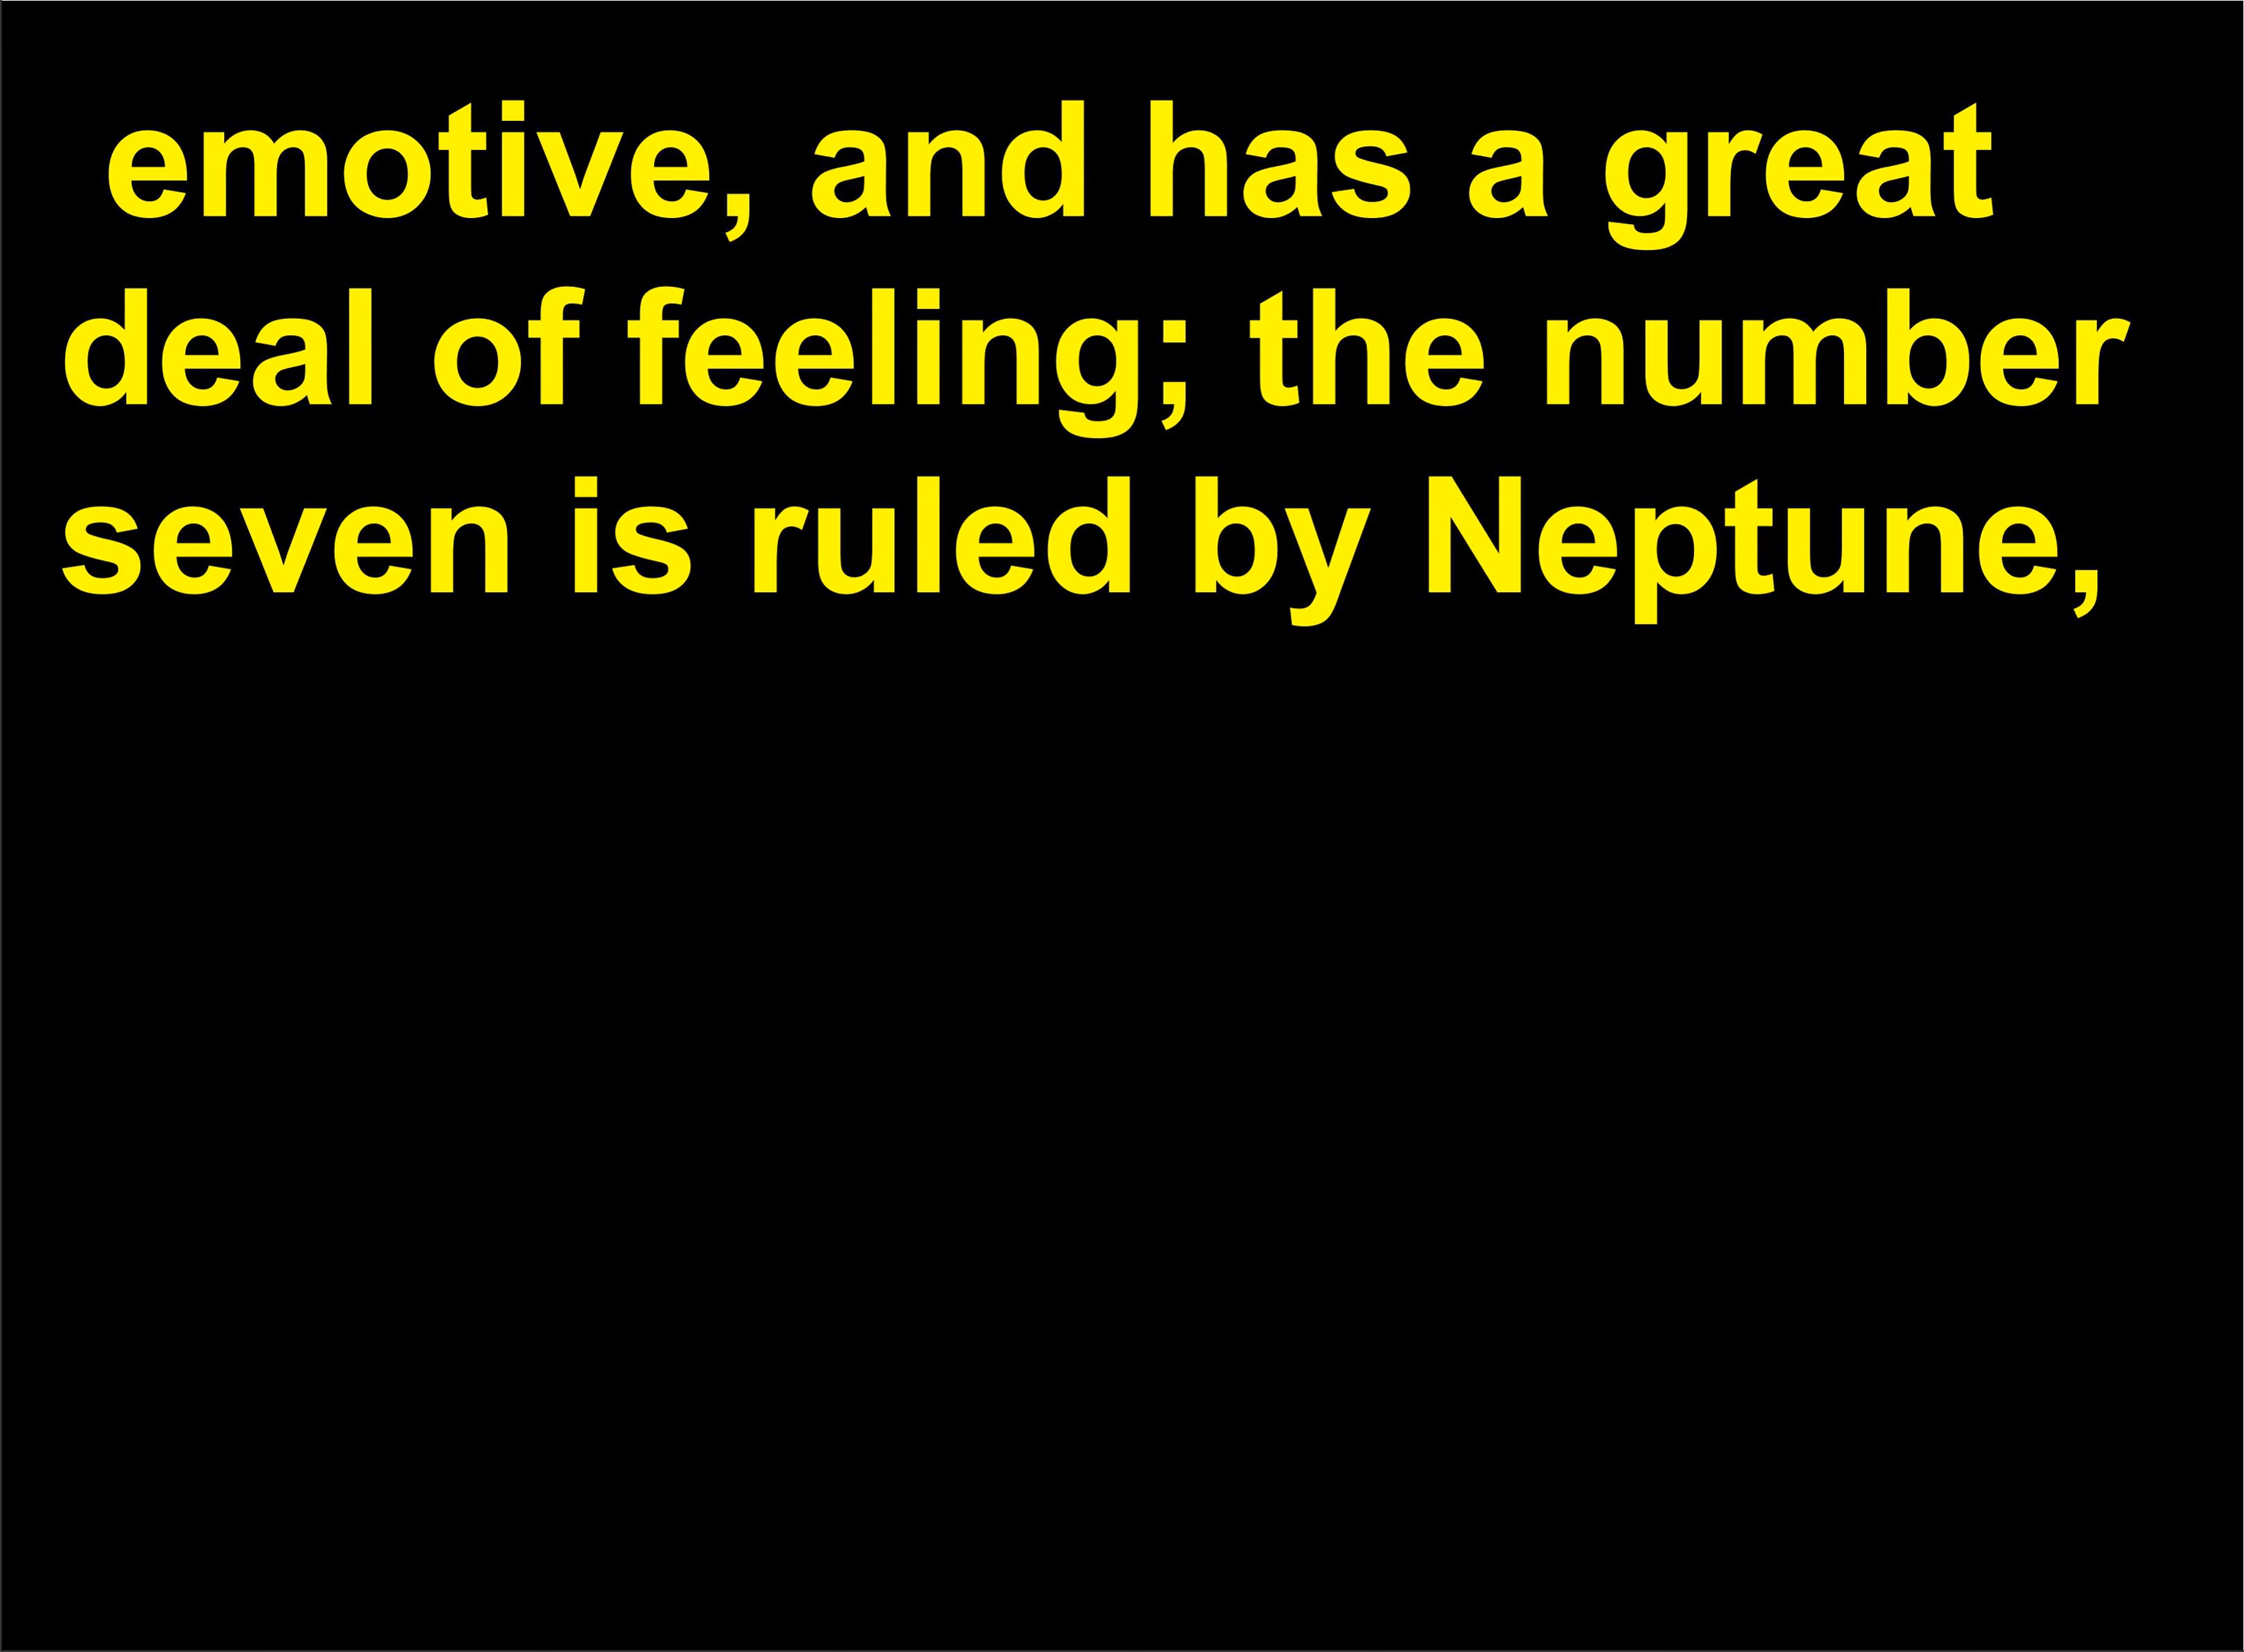 emotive, and has a great
deal of feeling; the number
seven is ruled by Neptune,